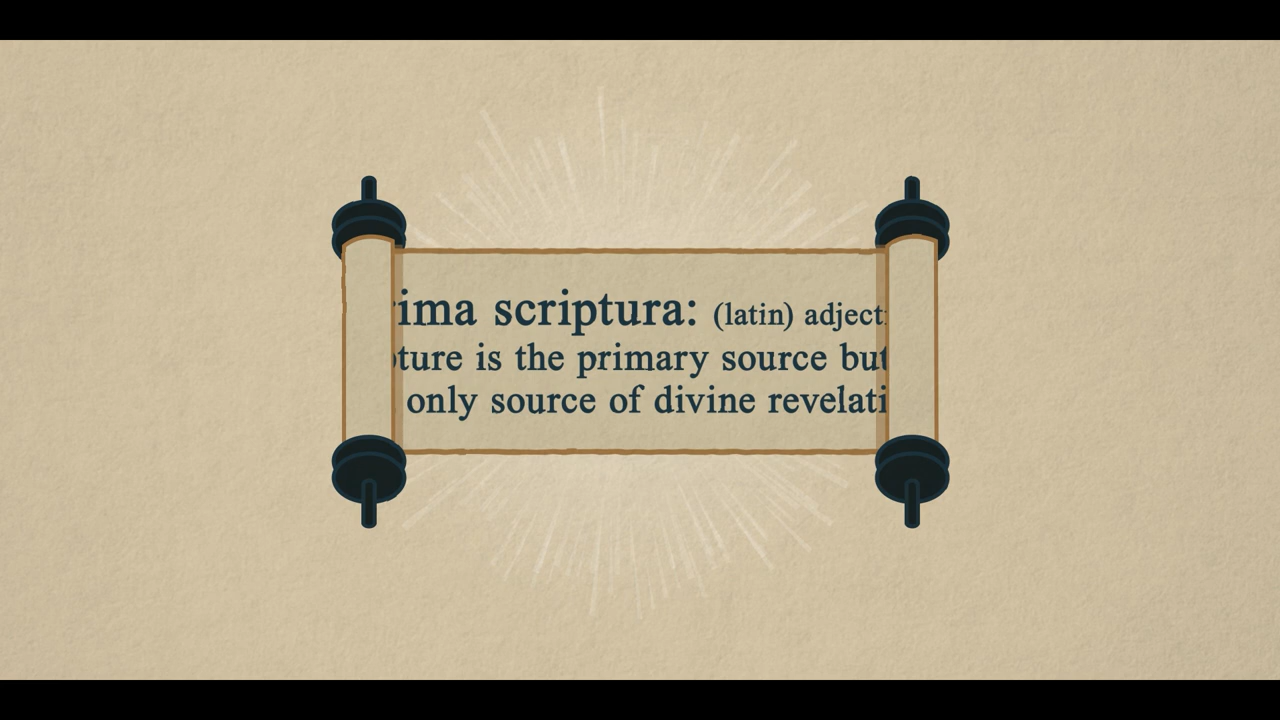 ima scriptura: (latin) adject
ture is the primary source but
only source of divine revelati